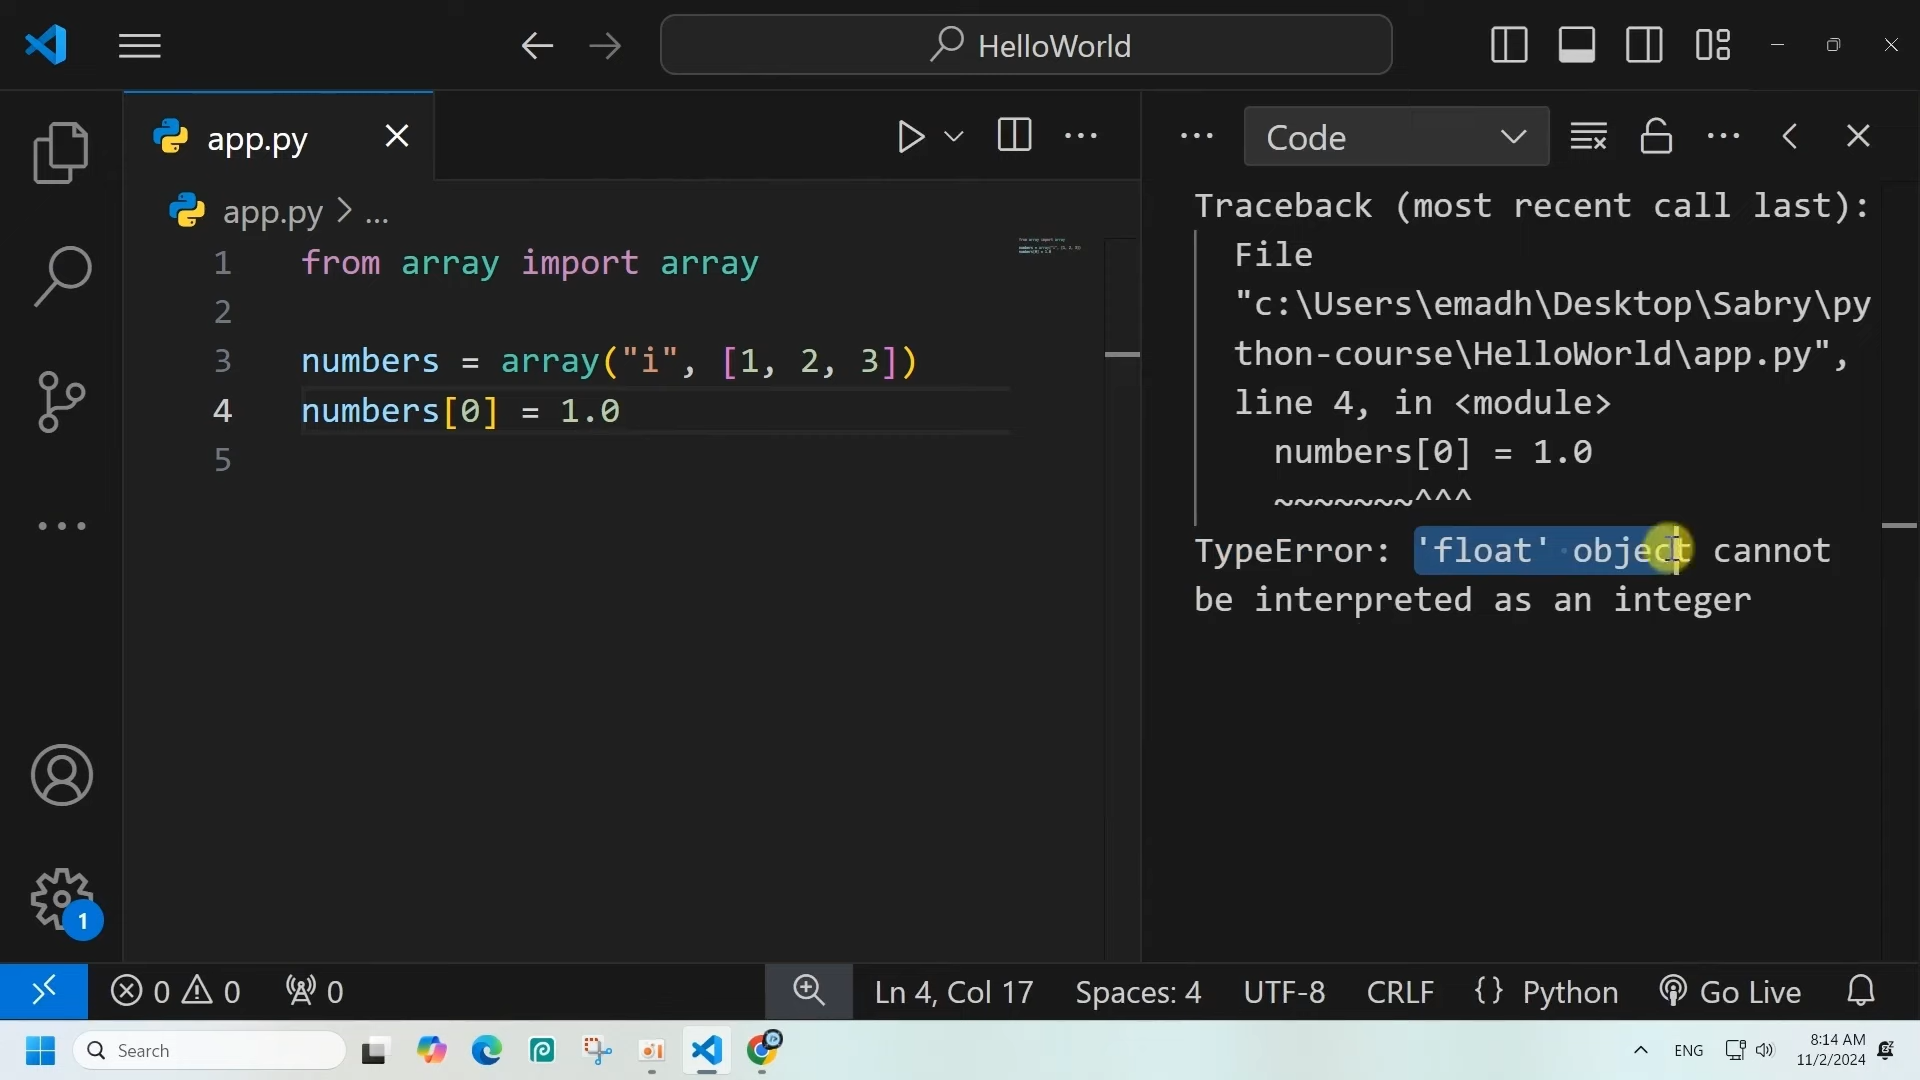 HelloWorld
app.py
Code
app.py > ...
1 from array import array
2
3 numbers = array("i", [1, 2, 3])
4 numbers[0] = 1.0
5
Traceback (most recent call last):
File
"c:\Users\emadh\Desktop\Sabry\py
thon-course\HelloWorld\app.py",
line 4, in <module>
numbers[0] = 1.0
~~~~~~~^^^
TypeError: 'float' object cannot
be interpreted as an integer
1
0 0 0 Ln 4, Col 17 Spaces: 4 UTF-8 CRLF {} Python Go Live
Search
ENG
8:14 AM
11/2/2024